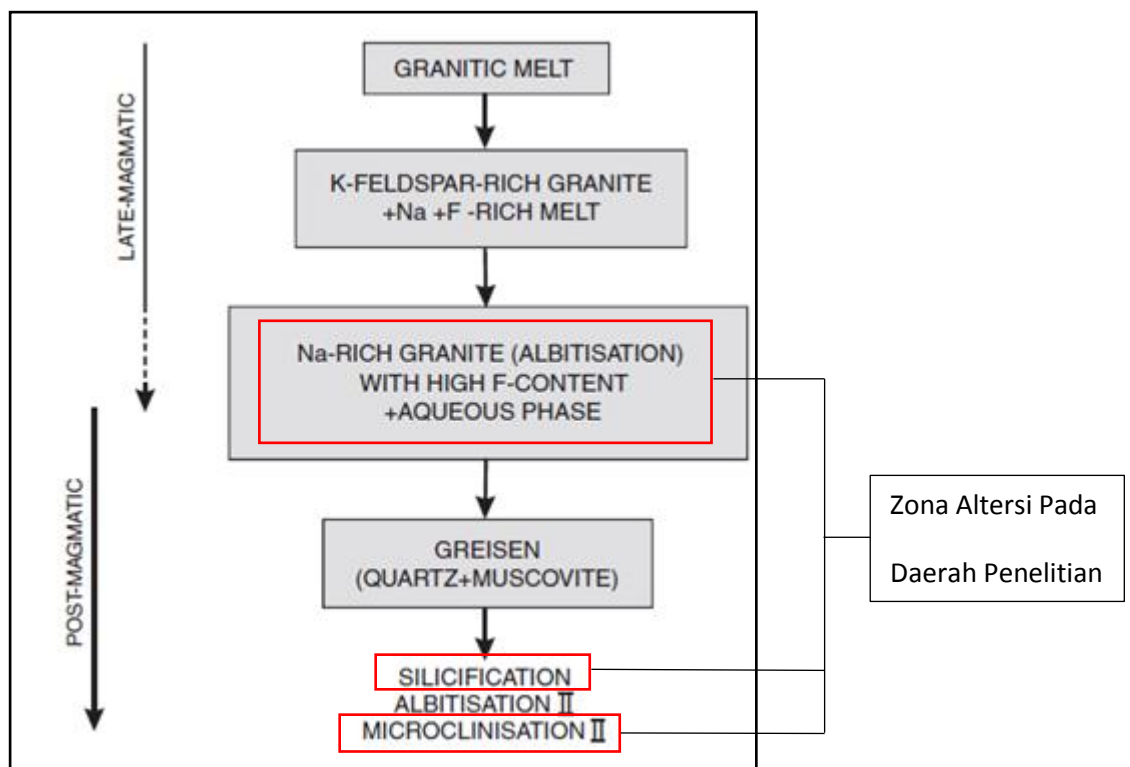 GRANITIC MELT
LATE-MAGMATIC
K-FELDSPAR-RICH GRANITE
+Na +F -RICH MELT
Na-RICH GRANITE (ALBITISATION)
WITH HIGH F-CONTENT
+AQUEOUS PHASE
POST-MAGMATIC
GREISEN
(QUARTZ+MUSCOVITE)
SILICIFICATION
ALBITISATION II
MICROCLINISATION II
Zona Altersi Pada
Daerah Penelitian